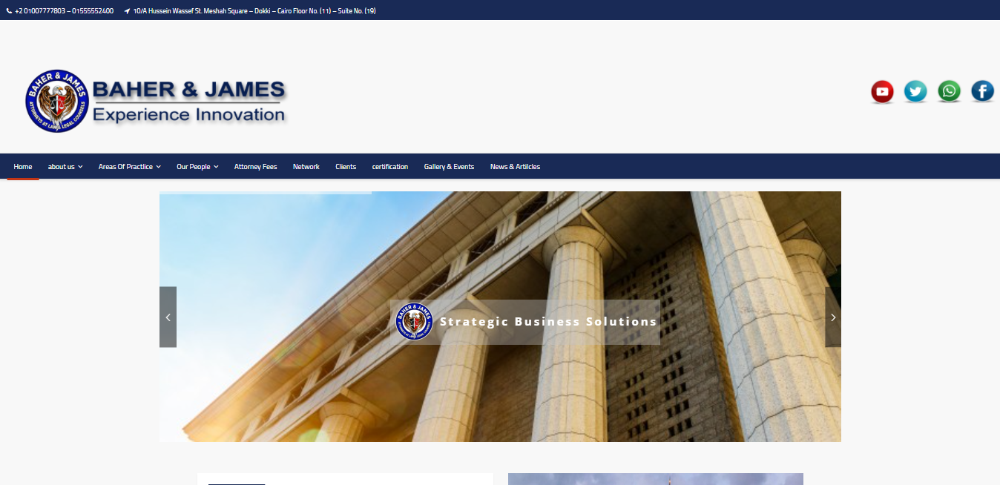 +2 01007777803 – 01555552400 10/A Hussein Wassef St. Meshah Square – Dokki – Cairo Floor No. (11) – Suite No. (19)
BAHER & JAMES
ATTORNEYS AT LAW & LEGAL COUNSELS
BAHER & JAMES
Experience Innovation
Home about us Areas Of Practlice Our People Attorney Fees Network Clients certification Gallery & Events News & Artilcles
BAHER & JAMES
ATTORNEYS AT LAW & LEGAL COUNSELS
Strategic Business Solutions